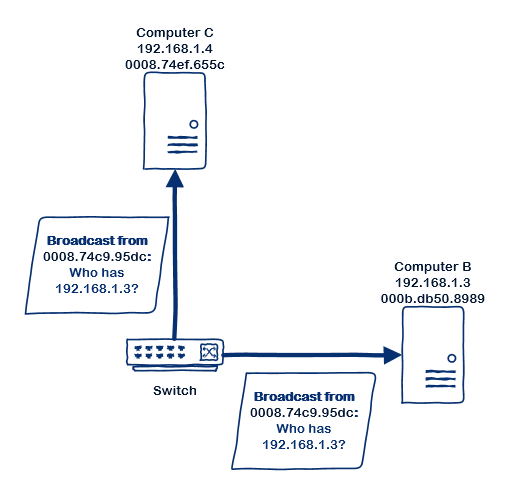 Computer C
192.168.1.4
0008.74ef.655c
Broadcast from
0008.74c9.95dc:
Who has
192.168.1.3?
Computer B
192.168.1.3
000b.db50.8989
Switch
Broadcast from
0008.74c9.95dc:
Who has
192.168.1.3?